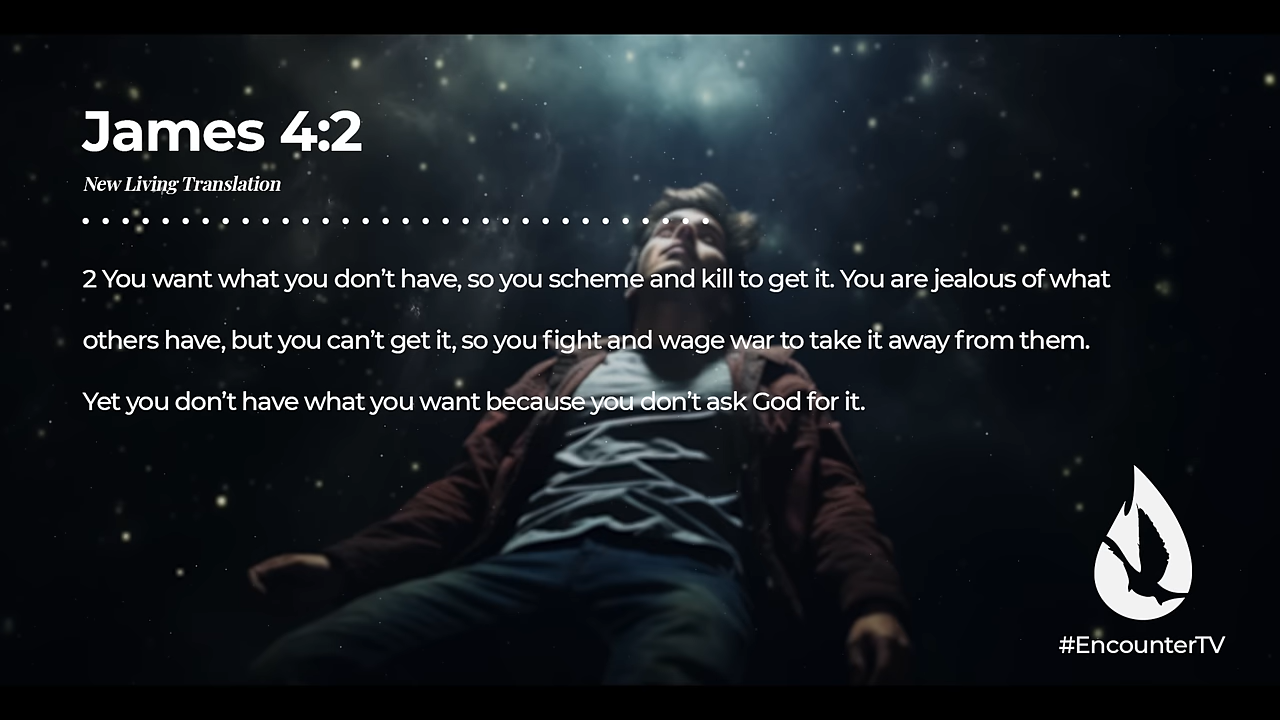 James 4:2
New Living Translation
2 You want what you don’t have, so you scheme and kill to get it. You are jealous of what
others have, but you can’t get it, so you fight and wage war to take it away from them.
Yet you don’t have what you want because you don’t ask God for it.
#EncounterTV